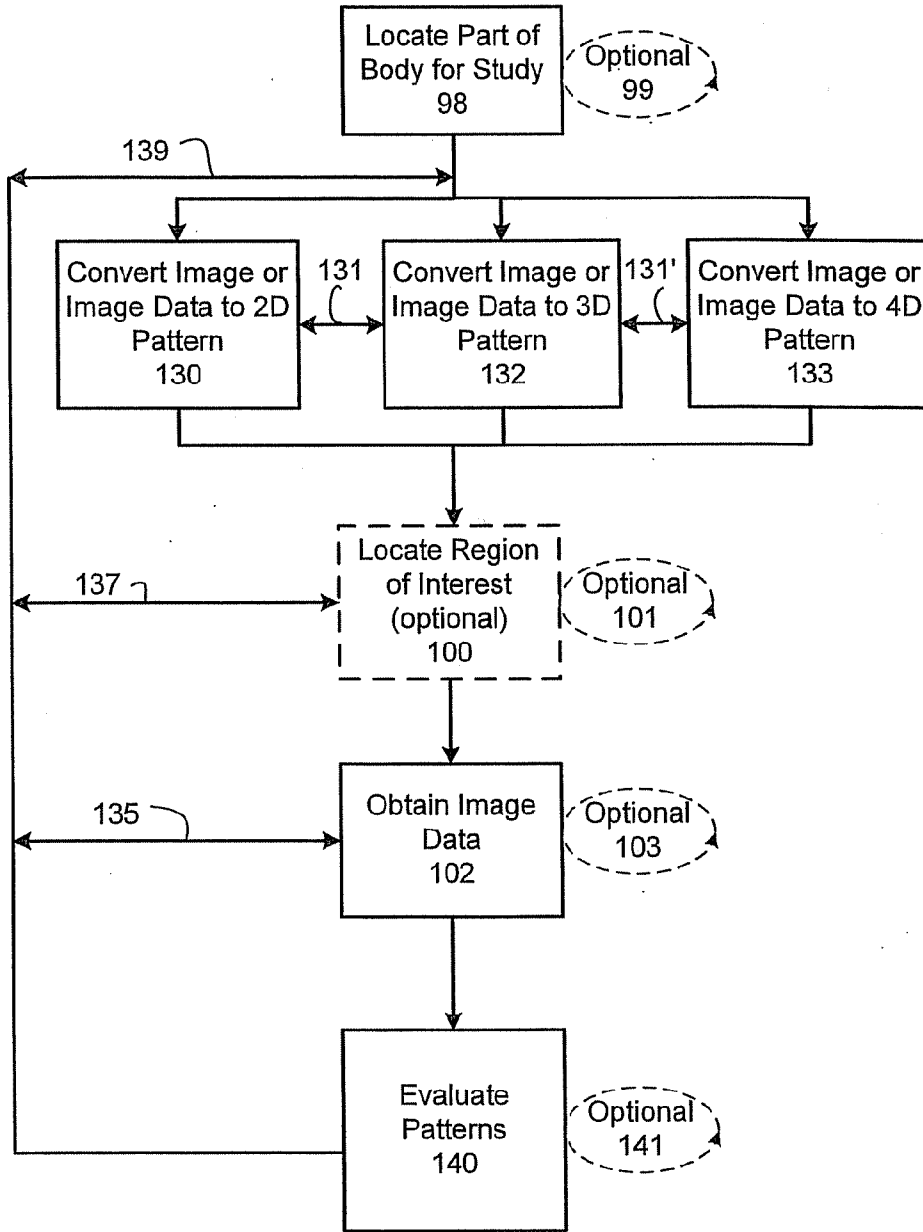 Locate Part of
Body for Study
98
Optional
99
139
Convert Image or
Image Data to 2D
Pattern
130
131
Convert Image or
Image Data to 3D
Pattern
132
131'
Convert Image or
Image Data to 4D
Pattern
133
Locate Region
of Interest
(optional)
100
Optional
101
137
Obtain Image
Data
102
Optional
103
135
Evaluate
Patterns
140
Optional
141